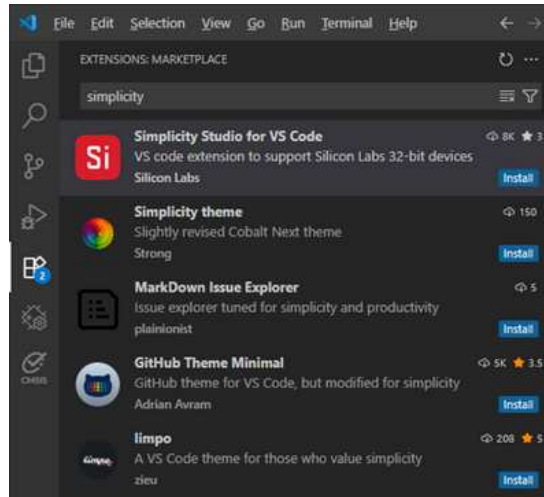 File Edit Selection View Go Run Terminal Help
EXTENSIONS: MARKETPLACE
simplicity
Simplicity Studio for VS Code 8K 3
VS code extension to support Silicon Labs 32-bit devices
Silicon Labs Install
Simplicity theme 150
Slightly revised Cobalt Next theme
Strong Install
MarkDown Issue Explorer 5
Issue explorer tuned for simplicity and productivity
plainionist Install
GitHub Theme Minimal 5K 3.5
GitHub theme for VS Code, but modified for simplicity
Adrian Avram Install
limpo 208 5
A VS Code theme for those who value simplicity
zieu Install
Si
2
CMSIS
limpo